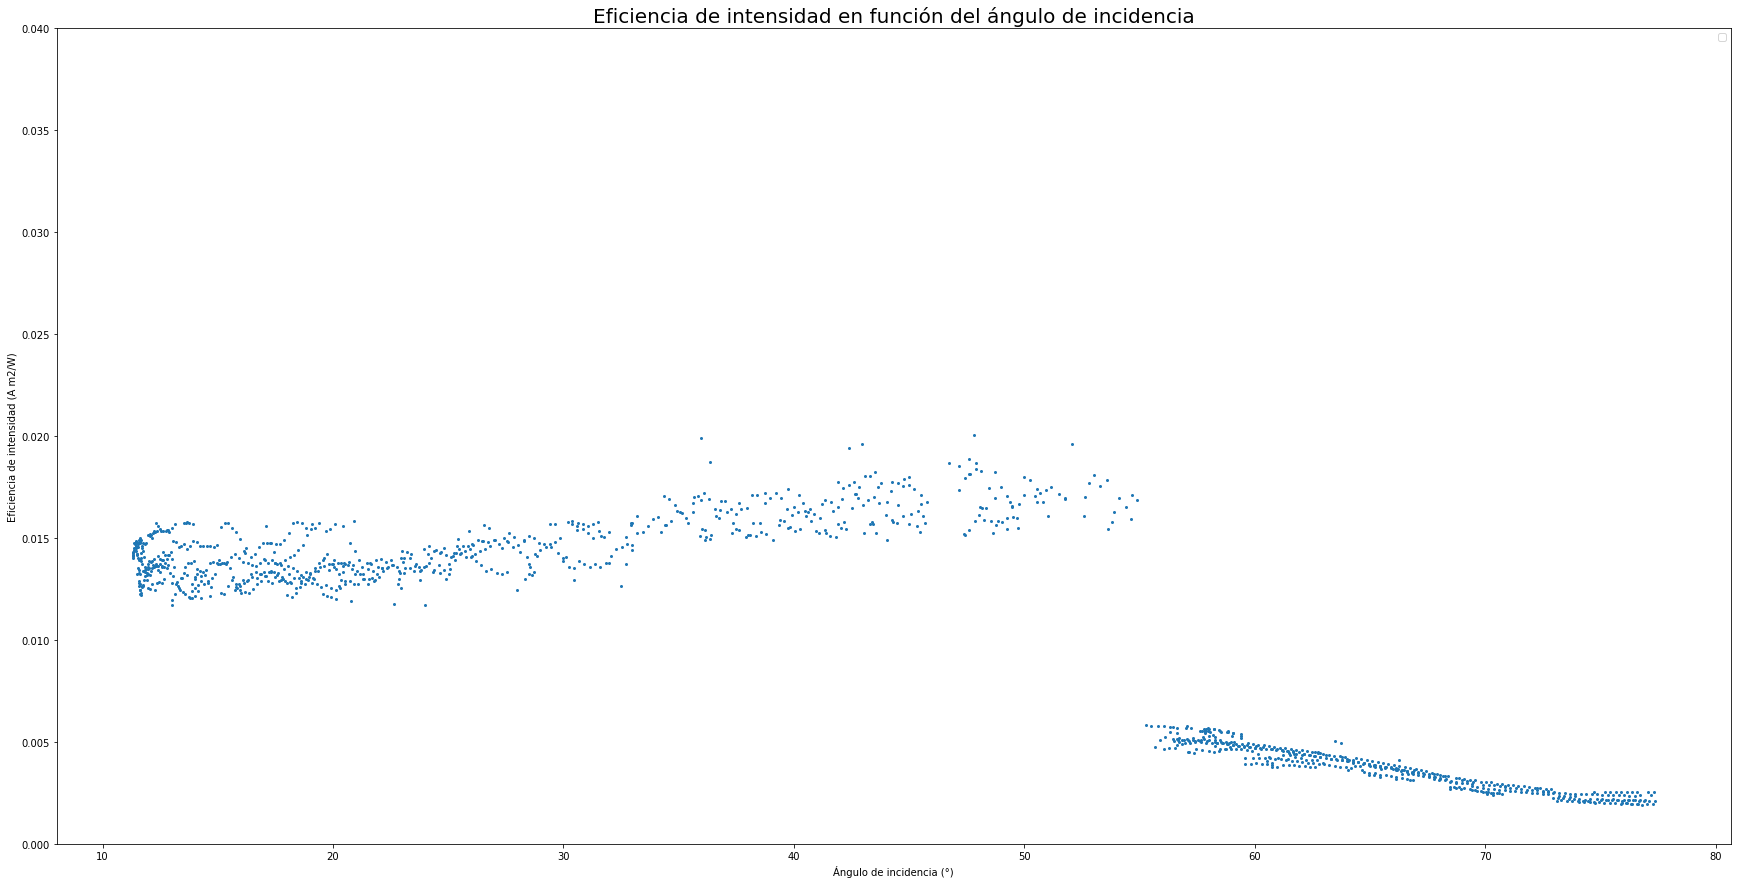 Eficiencia de intensidad en función del ángulo de incidencia
0.040
0.035
0.030
0.025
0.020
0.015
0.010
0.005
0.000
Eficiencia de intensidad (A m2/W)
10 20 30 40 50 60 70 80
Ángulo de incidencia (°)